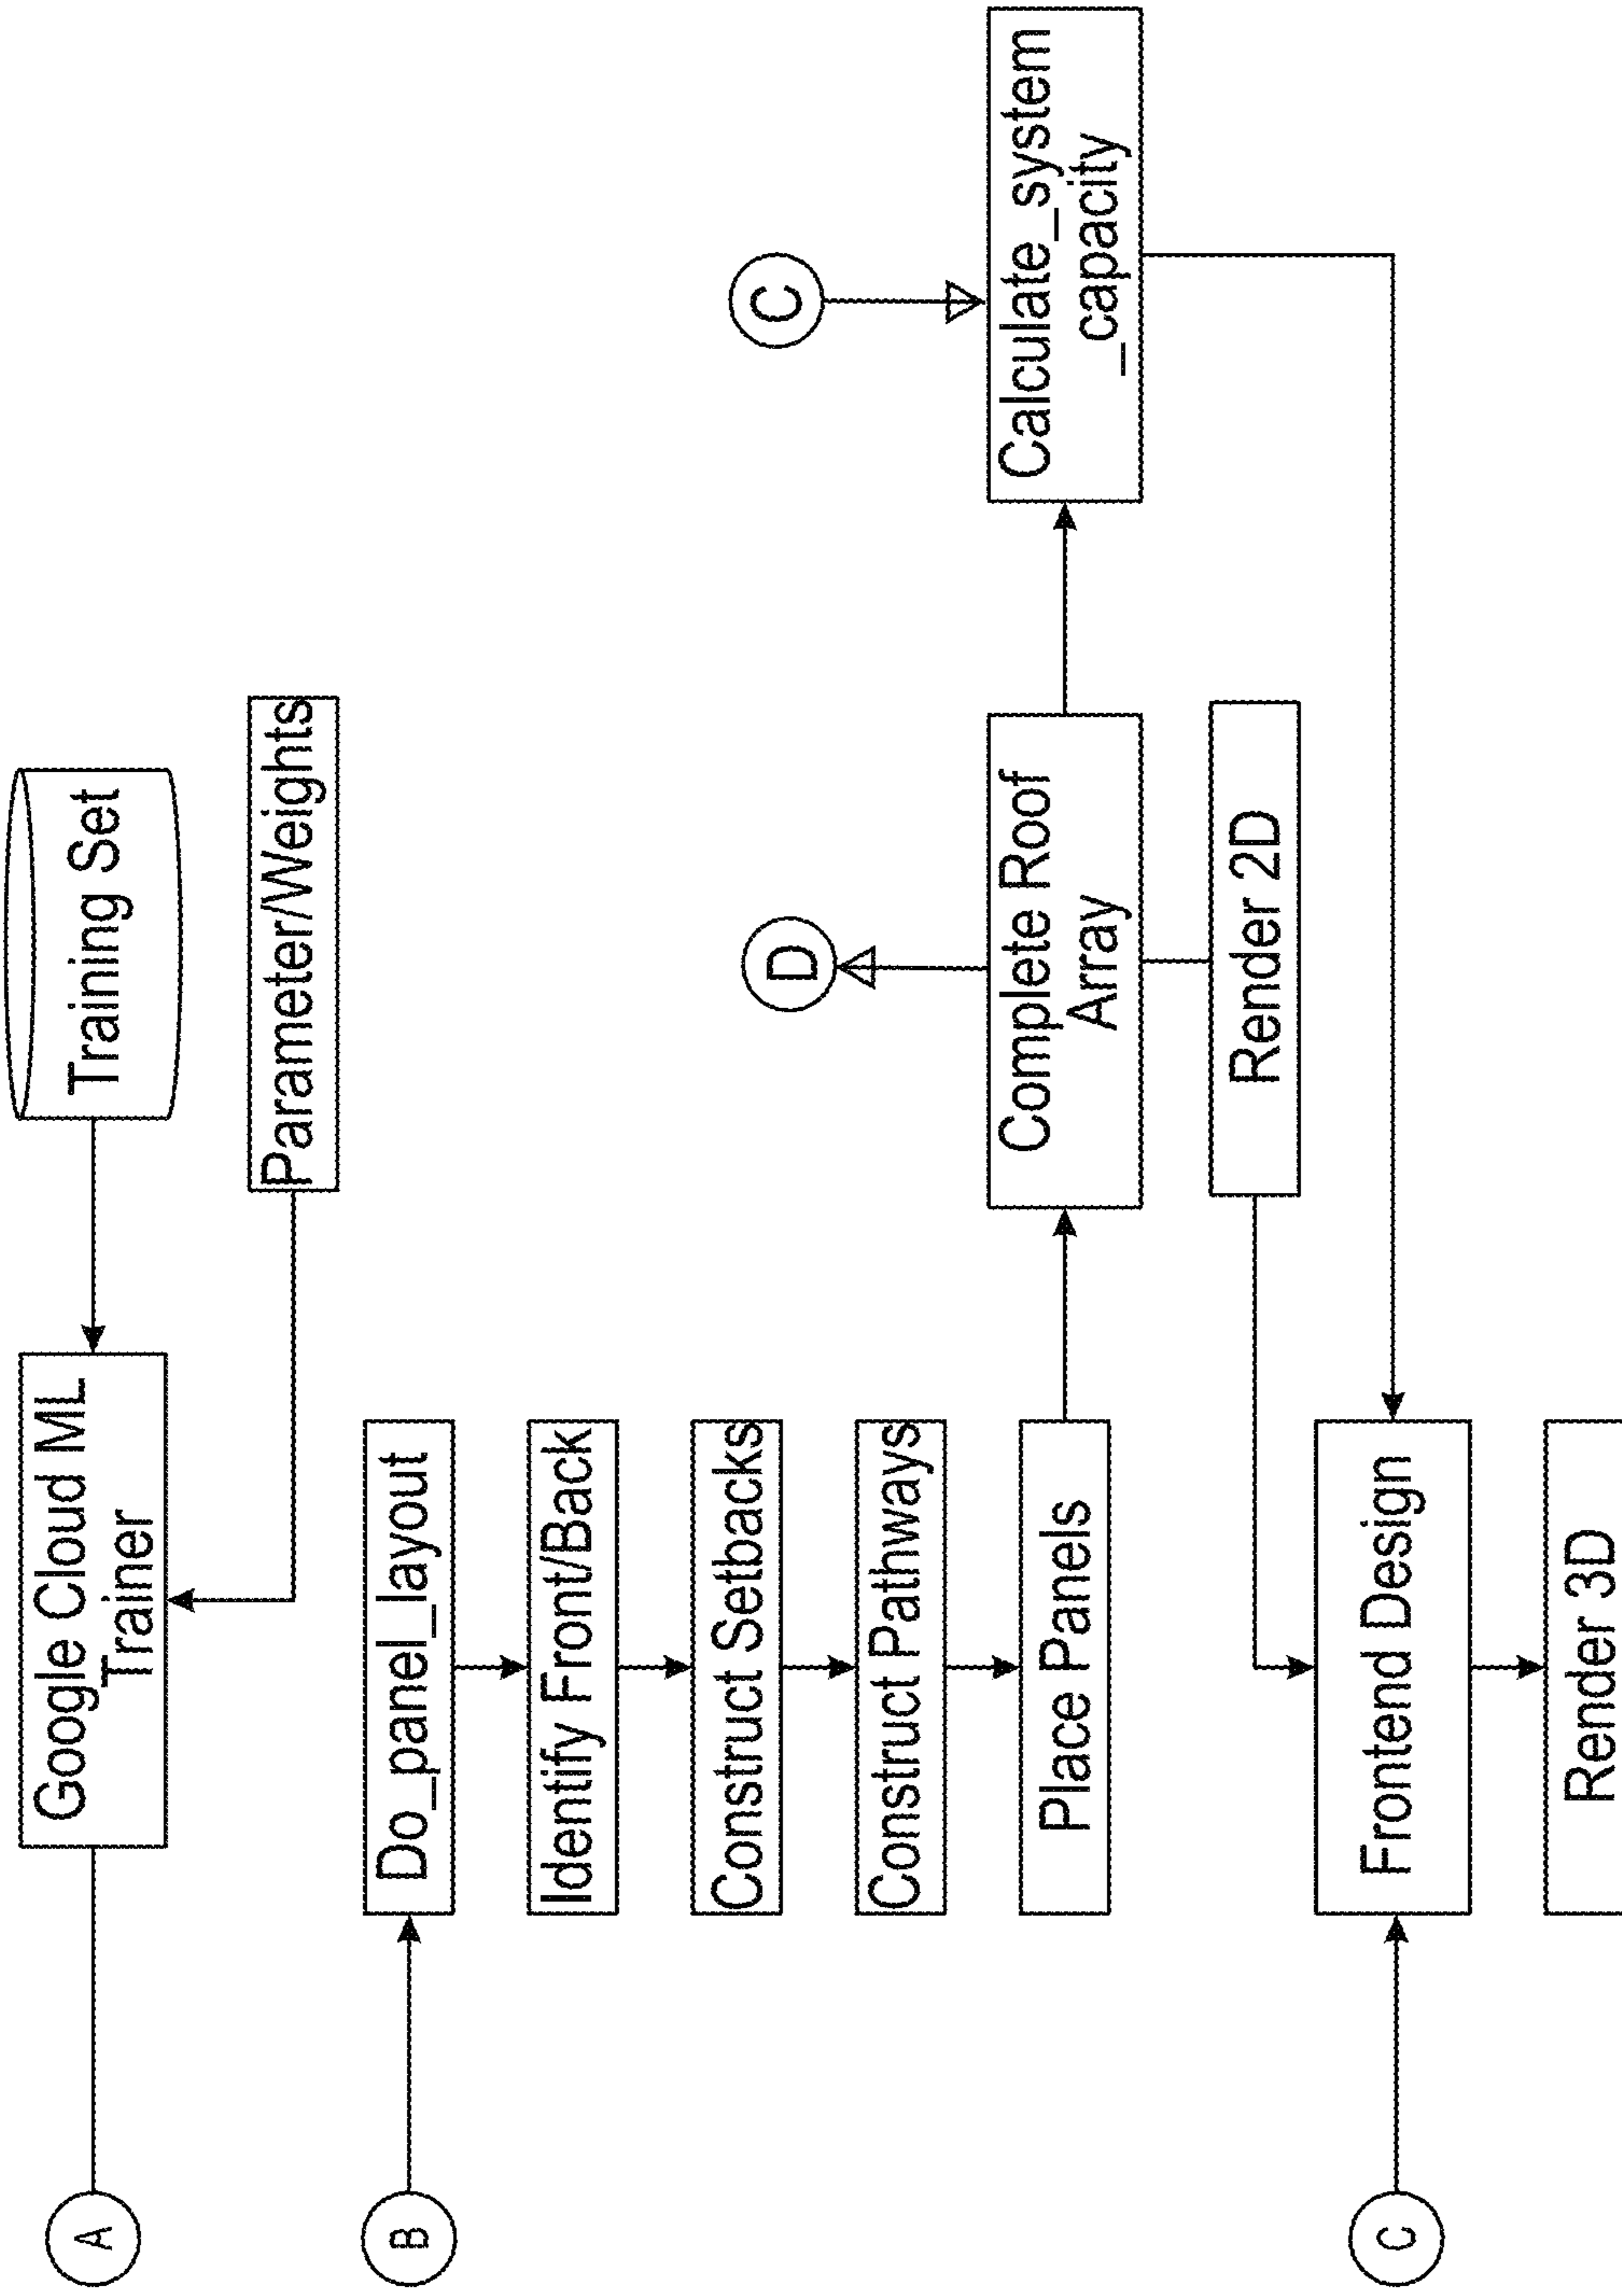 A
Google Cloud ML
Trainer
Training Set
Parameter/Weights
B
Do_panel_layout
Identify Front/Back
Construct Setbacks
Construct Pathways
Place Panels
D
Complete Roof
Array
Render 2D
C
Calculate_system
_capacity
C
Frontend Design
Render 3D